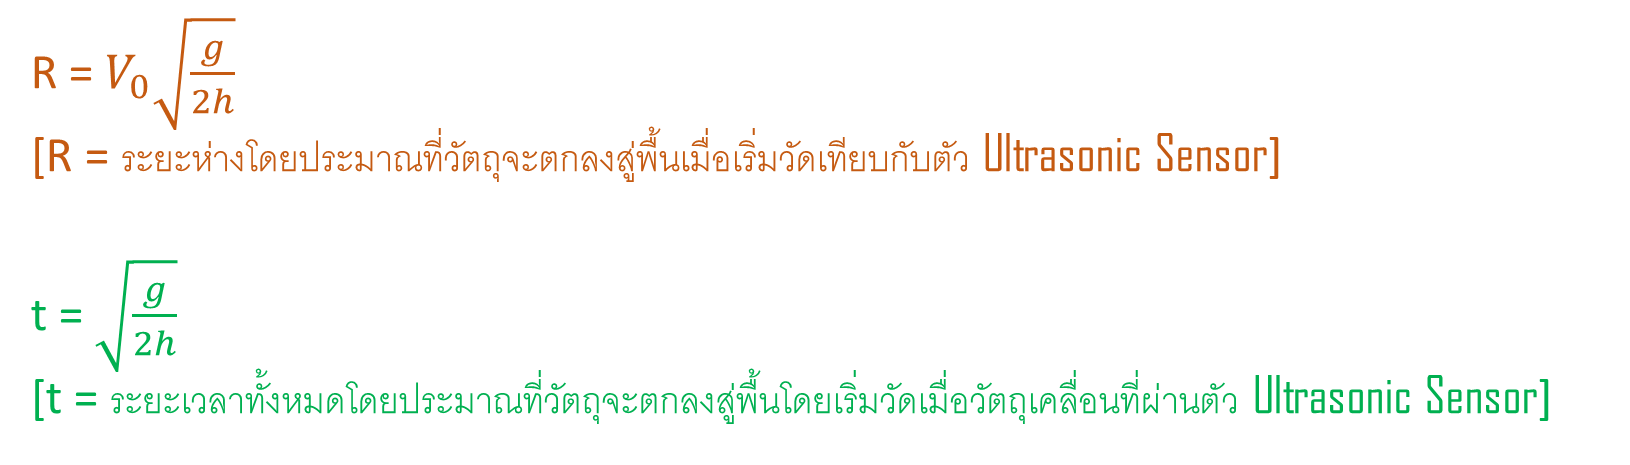 R = V₀√(g/2h)
[R = ระยะห่างโดยประมาณที่วัตถุจะตกลงสู่พื้นเมื่อเริ่มวัดเทียบกับตัว Ultrasonic Sensor]
t = √(g/2h)
[t = ระยะเวลาทั้งหมดโดยประมาณที่วัตถุจะตกลงสู่พื้นโดยเริ่มวัดเมื่อวัตถุเคลื่อนที่ผ่านตัว Ultrasonic Sensor]